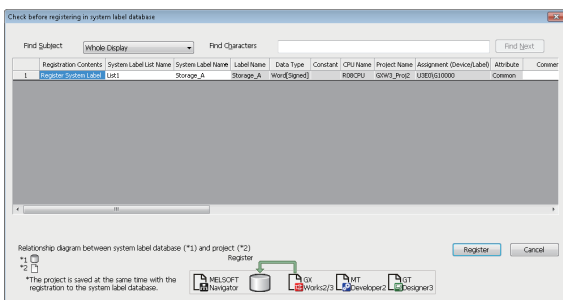 Check before registering in system label database
Find Subject Whole Display Find Characters Find Next
Registration Contents System Label List Name System Label Name Label Name Data Type Constant CPU Name Project Name Assignment (Device/Label) Attribute Commer
1 Register System Label List1 Storage_A Storage_A Word[Signed] R08CPU GXW3_Proj2 U3E0\G10000 Common
Relationship diagram between system label database (*1) and project (*2)
*1
*2
Register
Register Cancel
*The project is saved at the same time with the
registration to the system label database.
MELSOFT
Navigator
GX
Works2/3
MT
Developer2
GT
Designer3